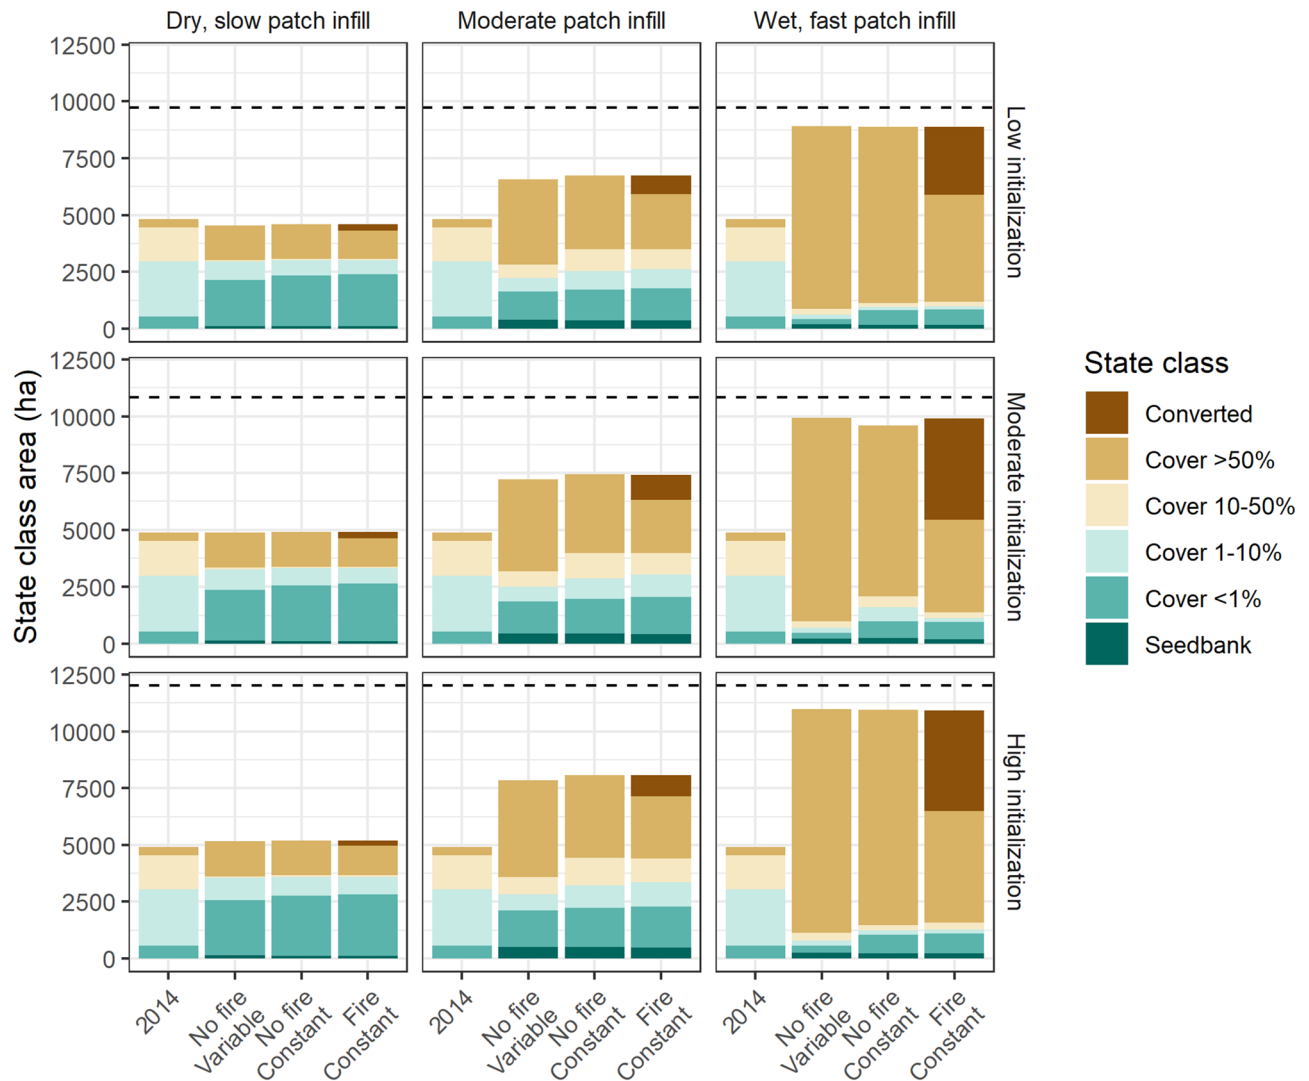 Dry, slow patch infill
Moderate patch infill
Wet, fast patch infill
State class area (ha)
12500
10000
7500
5000
2500
0
Low initialization
12500
10000
7500
5000
2500
0
Moderate initialization
12500
10000
7500
5000
2500
0
High initialization
2014
No fire
Variable
No fire
Constant
Fire
Constant
2014
No fire
Variable
No fire
Constant
Fire
Constant
2014
No fire
Variable
No fire
Constant
Fire
Constant
State class
Converted
Cover >50%
Cover 10-50%
Cover 1-10%
Cover <1%
Seedbank